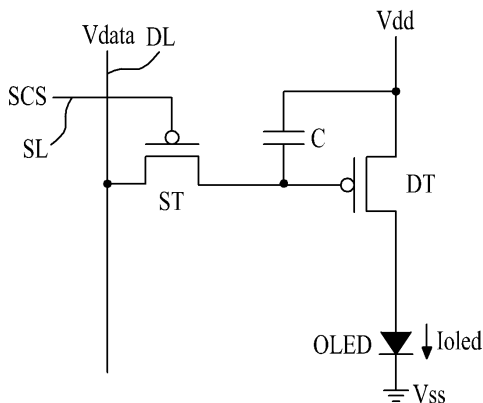 Vdata
DL
Vdd
SCS
SL
C
ST
DT
OLED
Ioled
Vss